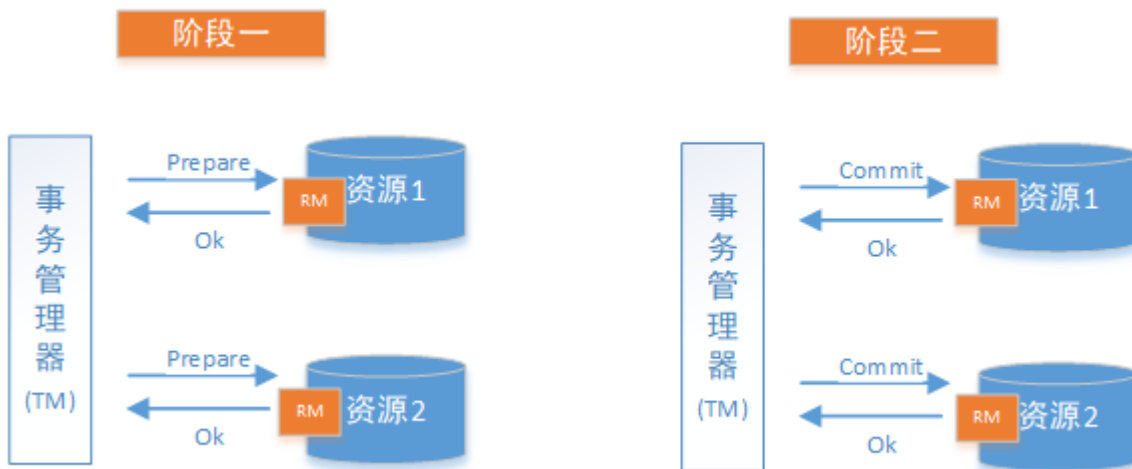 阶段一
阶段二
事务管理器
(TM)
Prepare
RM
资源1
Ok
Prepare
RM
资源2
Ok
事务管理器
(TM)
Commit
RM
资源1
Ok
Commit
RM
资源2
Ok